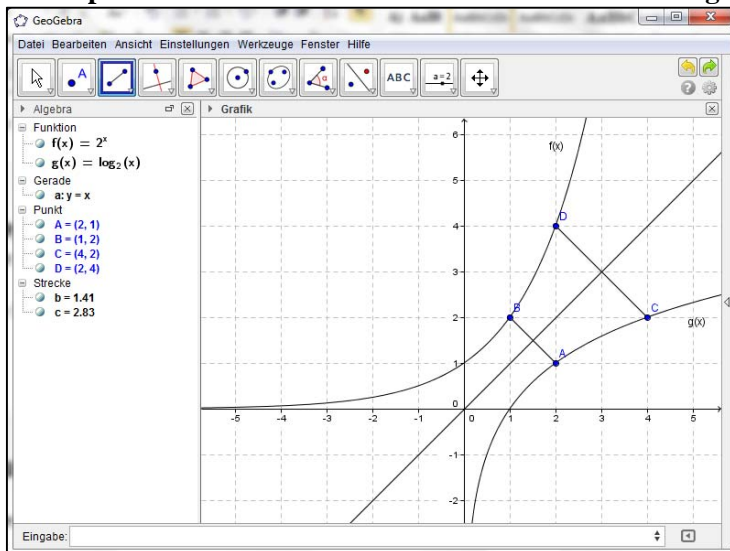 GeoGebra
Datei Bearbeiten Ansicht Einstellungen Werkzeuge Fenster Hilfe
A
α
ABC
a=2
Algebra
Grafik
Funktion
f(x) = 2^x
g(x) = log₂(x)
Gerade
a: y = x
Punkt
A = (2, 1)
B = (1, 2)
C = (4, 2)
D = (2, 4)
Strecke
b = 1.41
c = 2.83
6
f(x)
5
4
D
3
2
B
C
g(x)
1
A
0
-5 -4 -3 -2 -1 0 1 2 3 4 5
-1
-2
Eingabe: